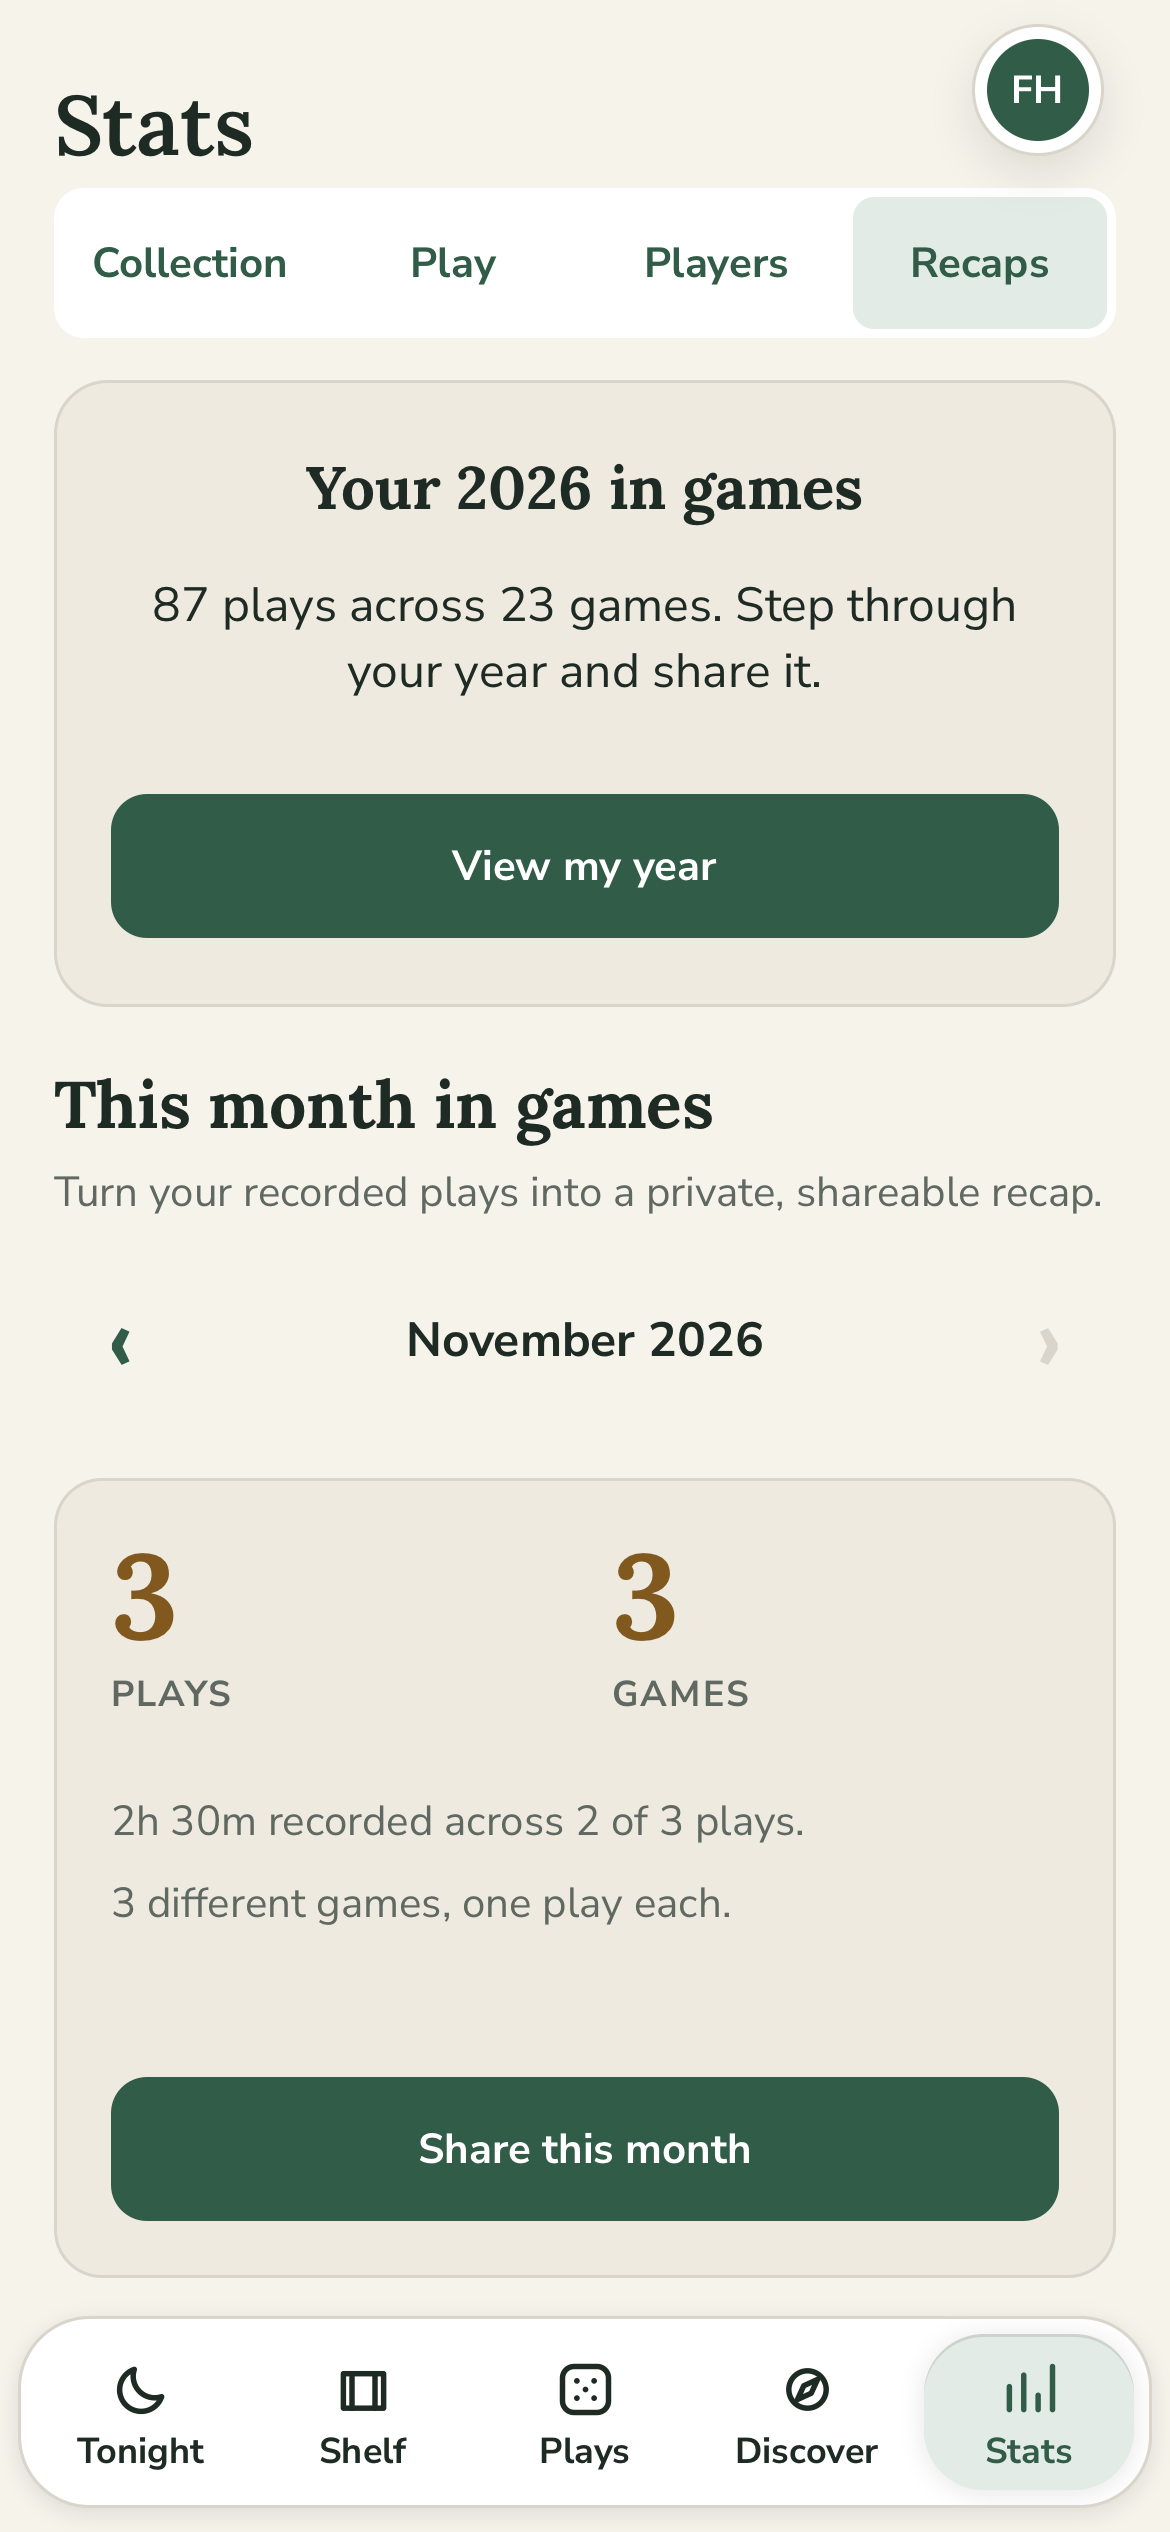 Stats
FH
Collection
Play
Players
Recaps
Your 2026 in games
87 plays across 23 games. Step through
your year and share it.
View my year
This month in games
Turn your recorded plays into a private, shareable recap.
‹ November 2026 ›
3
PLAYS
3
GAMES
2h 30m recorded across 2 of 3 plays.
3 different games, one play each.
Share this month
Tonight
Shelf
Plays
Discover
Stats